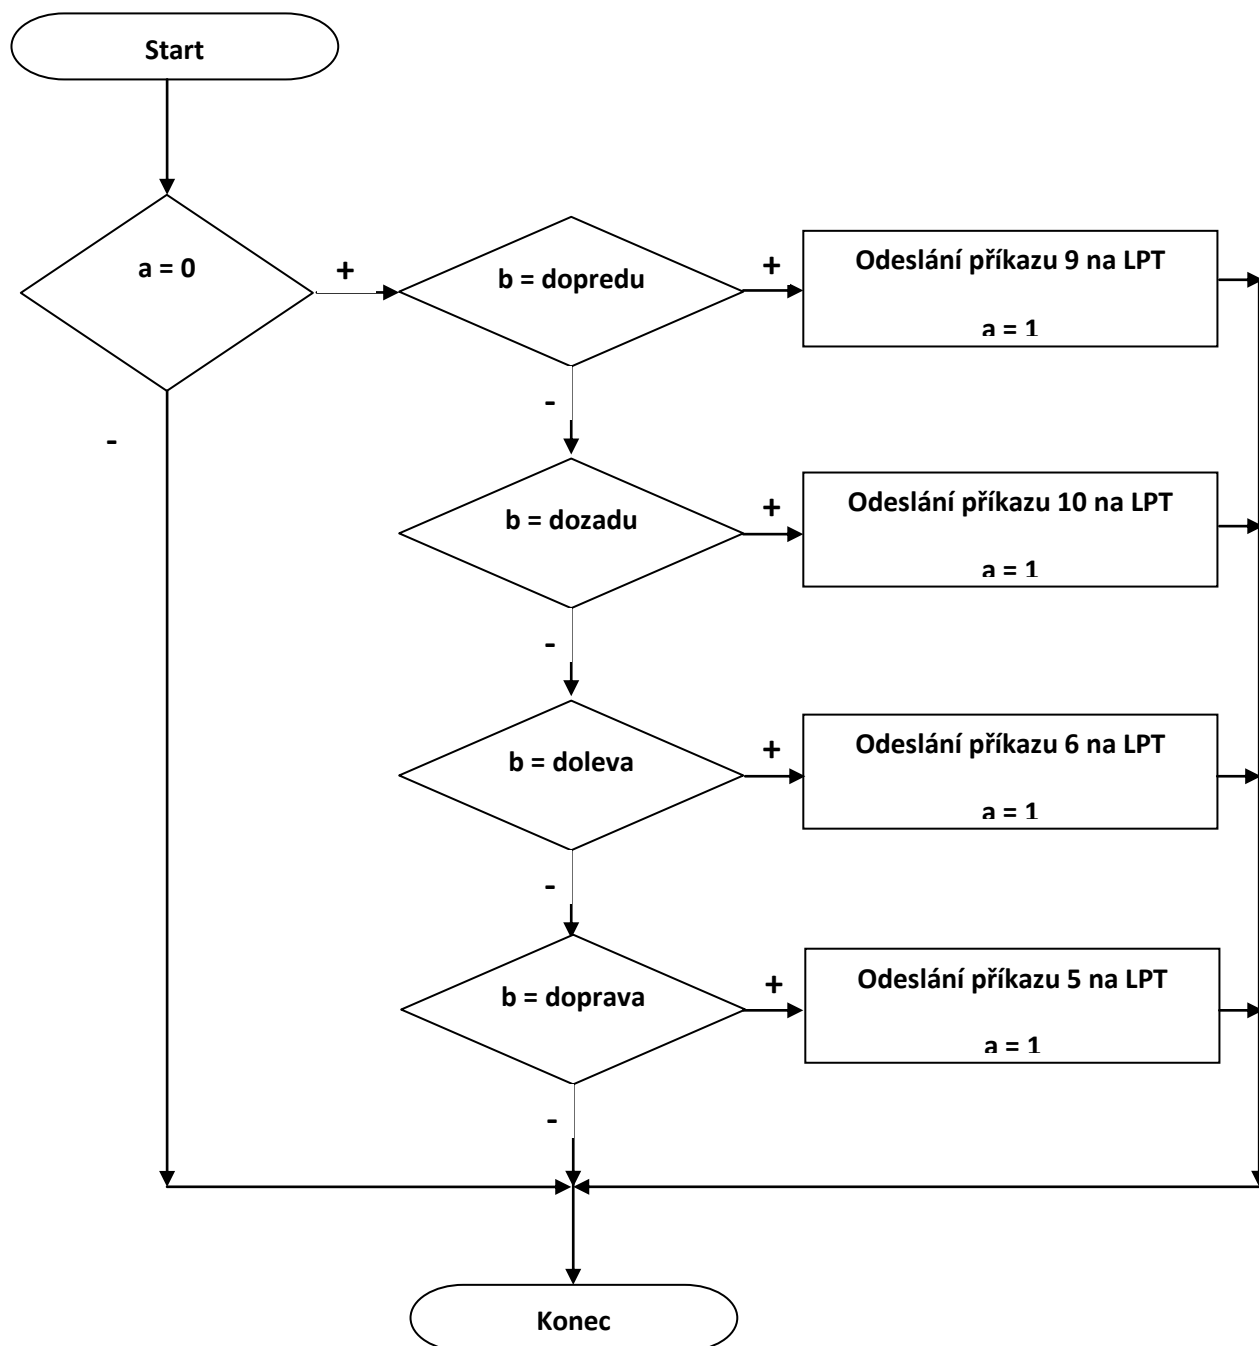 Start
a = 0
+
b = dopredu
+
Odeslání příkazu 9 na LPT
a = 1
-
-
b = dozadu
+
Odeslání příkazu 10 na LPT
a = 1
-
b = doleva
+
Odeslání příkazu 6 na LPT
a = 1
-
b = doprava
+
Odeslání příkazu 5 na LPT
a = 1
-
Konec